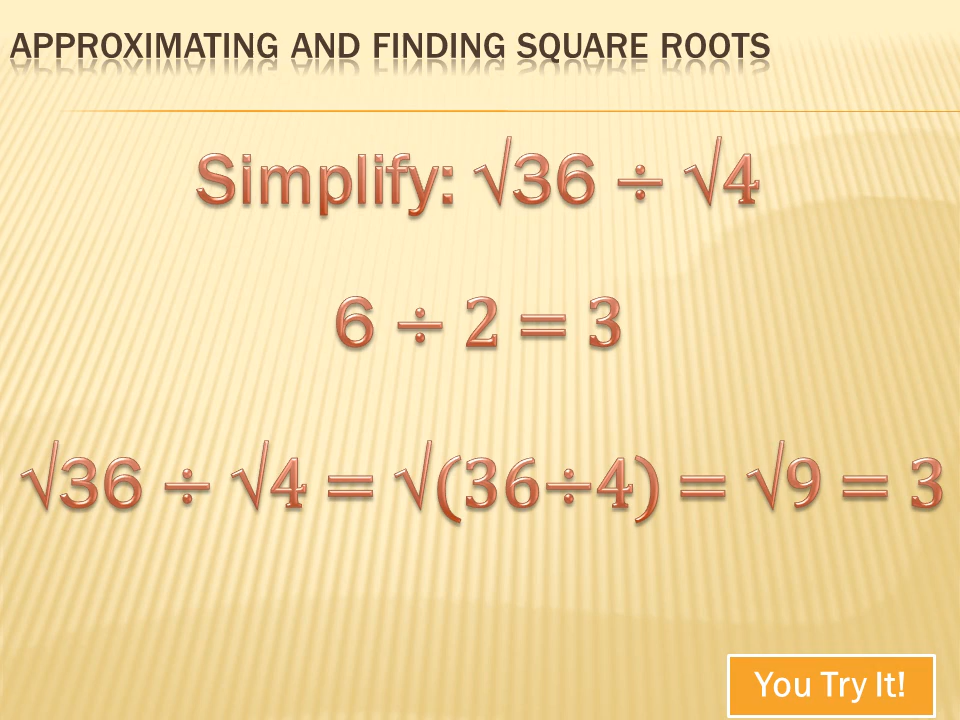 APPROXIMATING AND FINDING SQUARE ROOTS
Simplify: √36 ÷ √4
6 ÷ 2 = 3
√36 ÷ √4 = √(36÷4) = √9 = 3
You Try It!